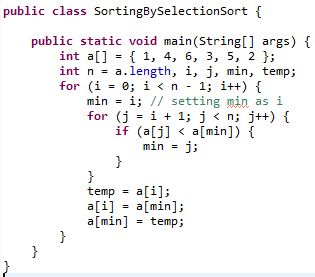 public class SortingBySelectionSort {
public static void main(String[] args) {
int a[] = { 1, 4, 6, 3, 5, 2 };
int n = a.length, i, j, min, temp;
for (i = 0; i < n - 1; i++) {
min = i; // setting min as i
for (j = i + 1; j < n; j++) {
if (a[j] < a[min]) {
min = j;
}
}
temp = a[i];
a[i] = a[min];
a[min] = temp;
}
}
}